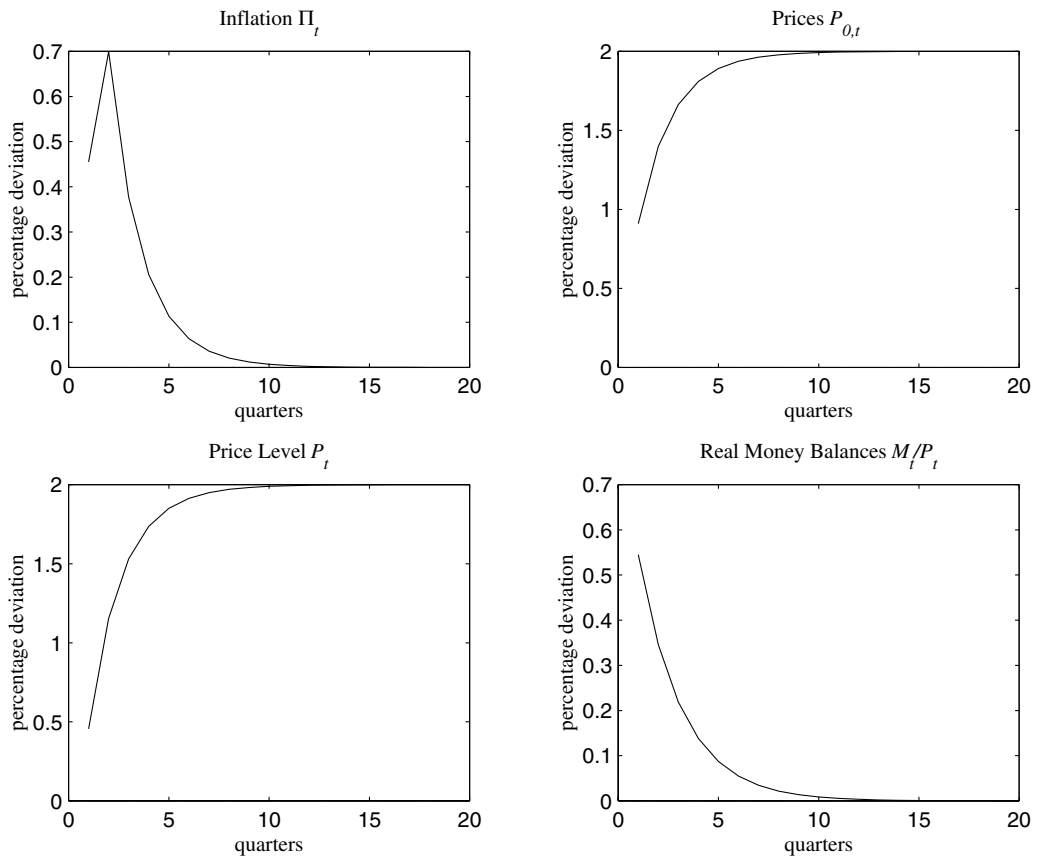 Inflation Π_t
percentage deviation
0.7
0.6
0.5
0.4
0.3
0.2
0.1
0
0 5 10 15 20
quarters
Prices P_{0,t}
percentage deviation
2
1.5
1
0.5
0
0 5 10 15 20
quarters
Price Level P_t
percentage deviation
2
1.5
1
0.5
0
0 5 10 15 20
quarters
Real Money Balances M_t/P_t
percentage deviation
0.7
0.6
0.5
0.4
0.3
0.2
0.1
0
0 5 10 15 20
quarters